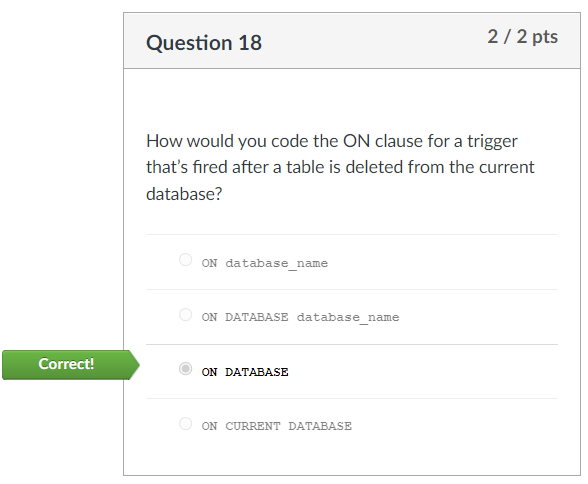 Question 18
2 / 2 pts
How would you code the ON clause for a trigger
that’s fired after a table is deleted from the current
database?
ON database_name
ON DATABASE database_name
Correct!
ON DATABASE
ON CURRENT DATABASE